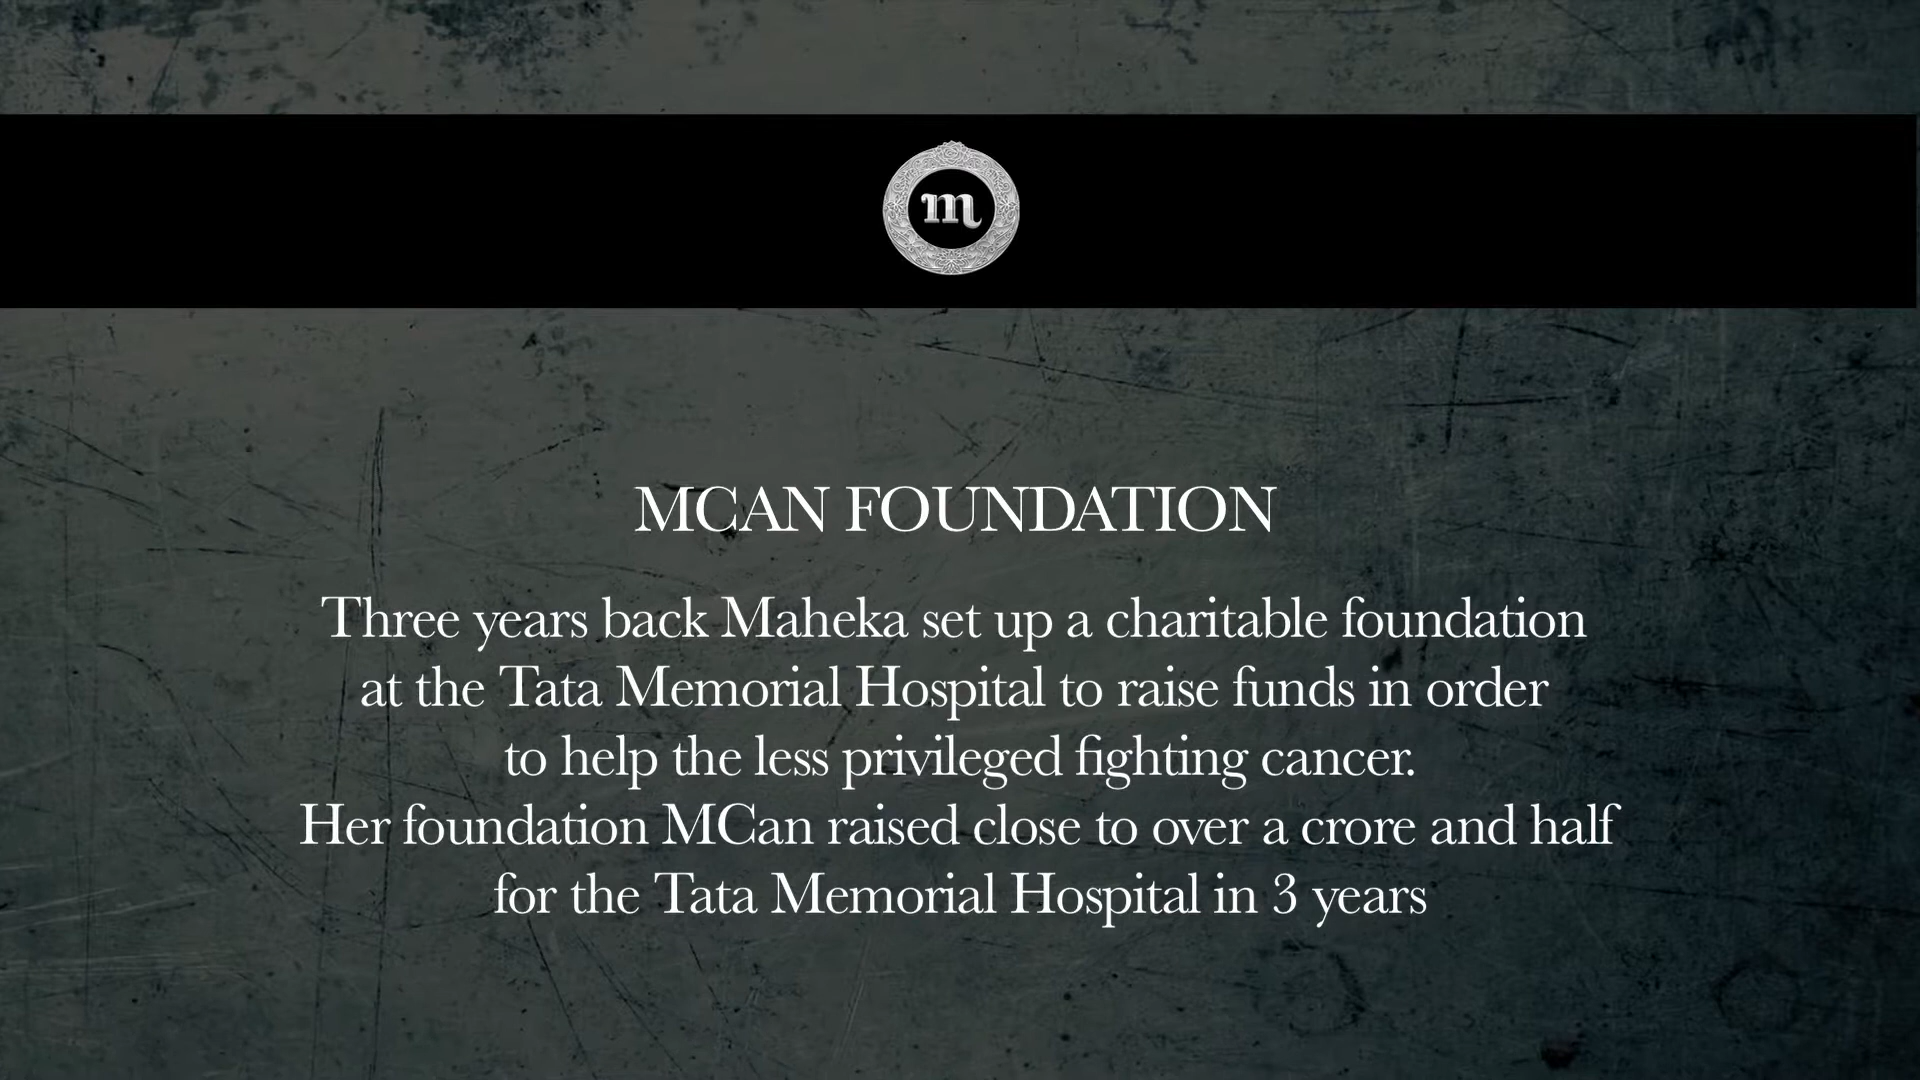 m
MCAN FOUNDATION
Three years back Maheka set up a charitable foundation
at the Tata Memorial Hospital to raise funds in order
to help the less privileged fighting cancer.
Her foundation MCan raised close to over a crore and half
for the Tata Memorial Hospital in 3 years